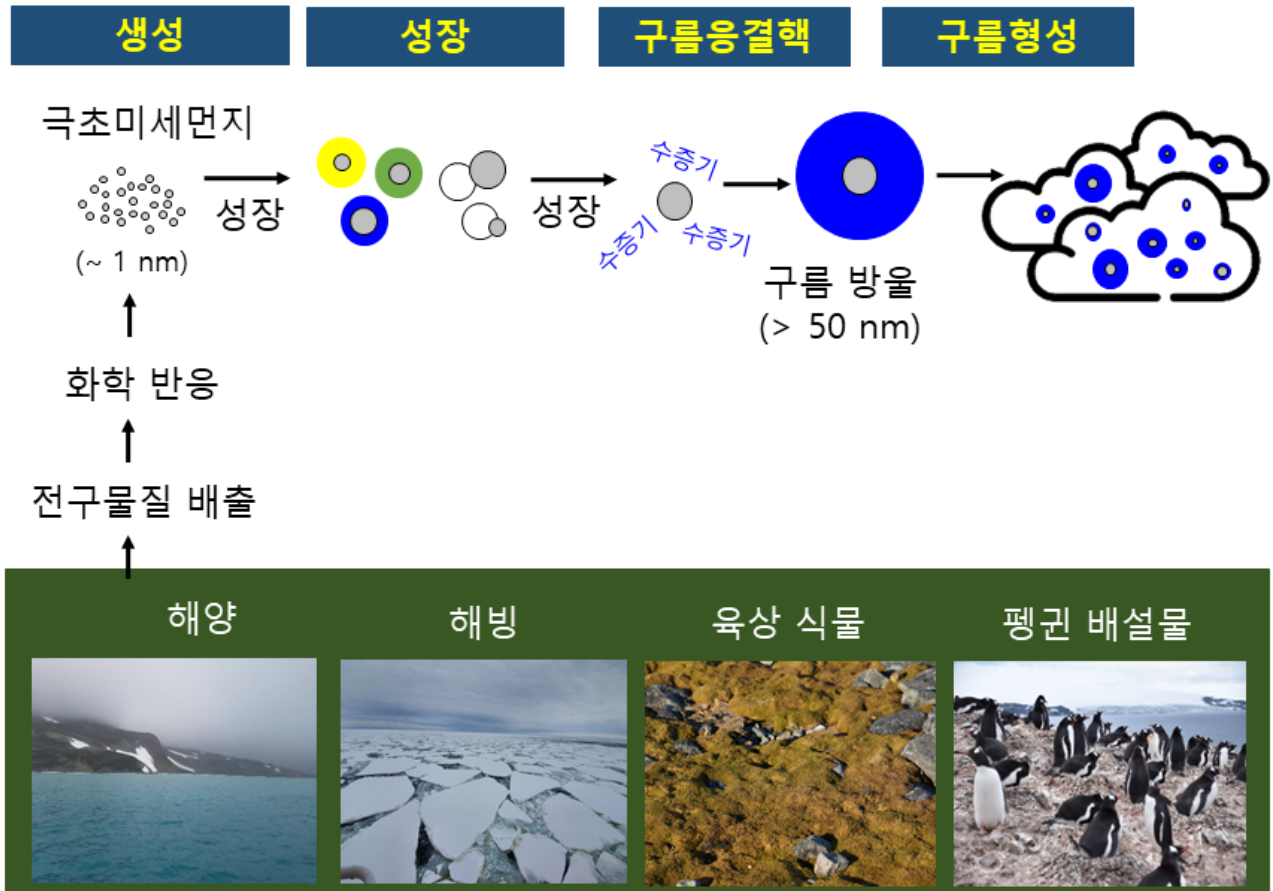 생성
성장
구름응결핵
구름형성
극초미세먼지
(~ 1 nm)
성장
성장
수증기
수증기
수증기
구름 방울
(> 50 nm)
화학 반응
전구물질 배출
해양
해빙
육상 식물
펭귄 배설물